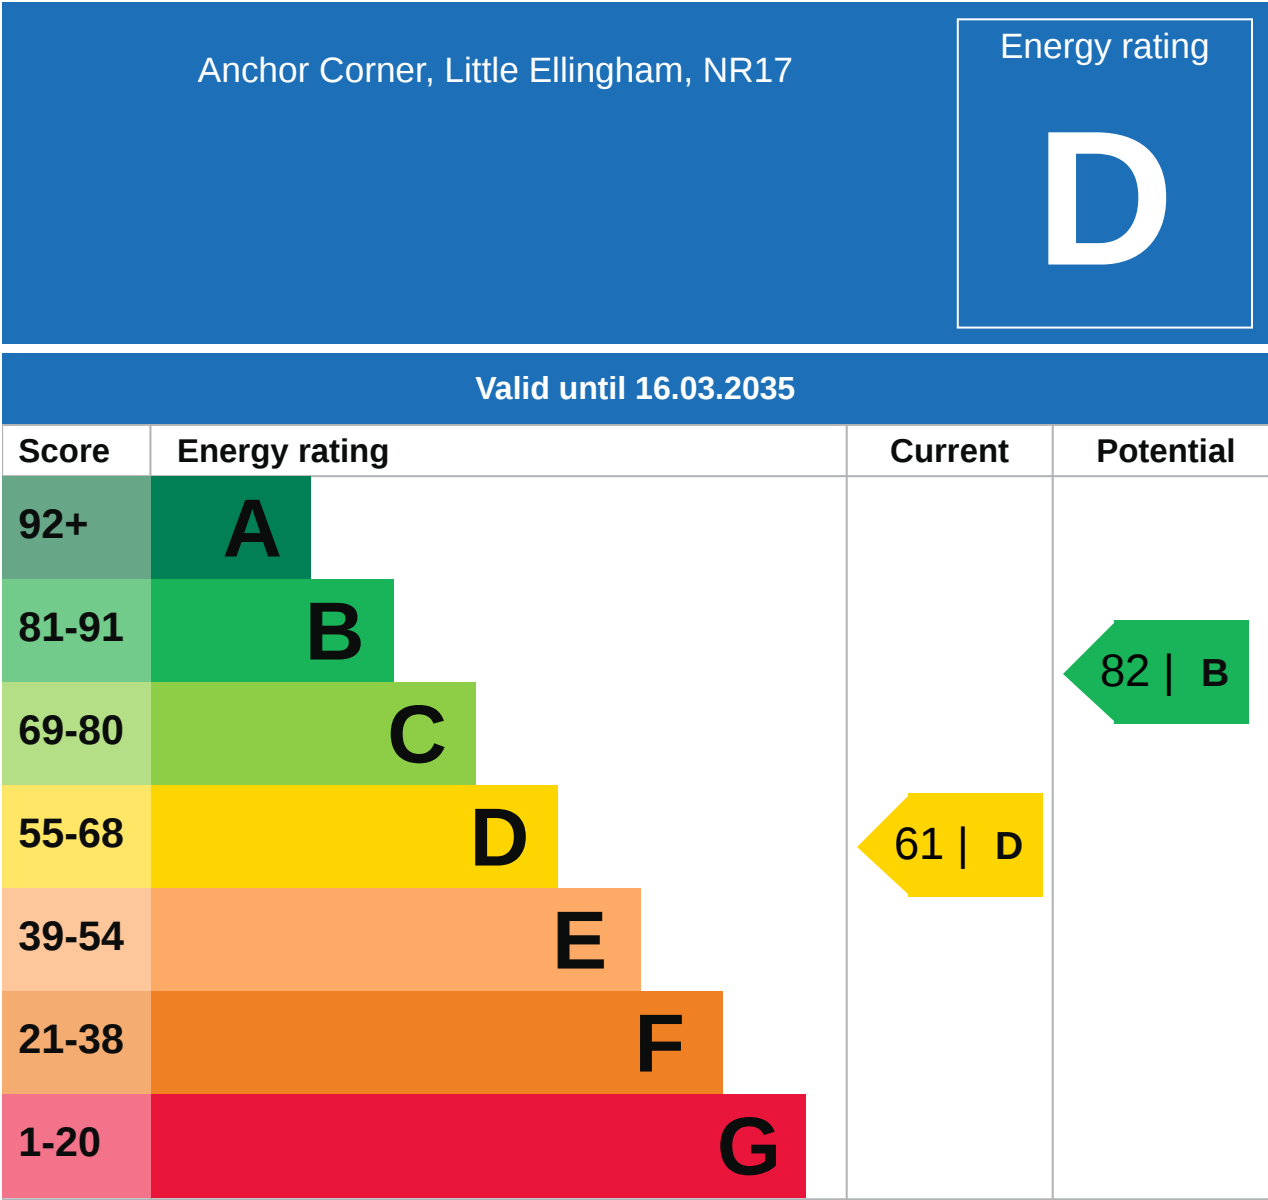 Anchor Corner, Little Ellingham, NR17
Energy rating
D
Valid until 16.03.2035
Score Energy rating Current Potential
92+ A
81-91 B
82 | B
69-80 C
55-68 D
61 | D
39-54 E
21-38 F
1-20 G